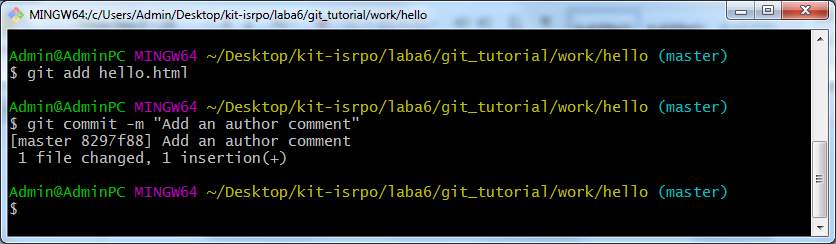 MINGW64:/c/Users/Admin/Desktop/kit-isrpo/laba6/git_tutorial/work/hello
Admin@AdminPC MINGW64 ~/Desktop/kit-isrpo/laba6/git_tutorial/work/hello (master)
$ git add hello.html
Admin@AdminPC MINGW64 ~/Desktop/kit-isrpo/laba6/git_tutorial/work/hello (master)
$ git commit -m "Add an author comment"
[master 8297f88] Add an author comment
 1 file changed, 1 insertion(+)
Admin@AdminPC MINGW64 ~/Desktop/kit-isrpo/laba6/git_tutorial/work/hello (master)
$